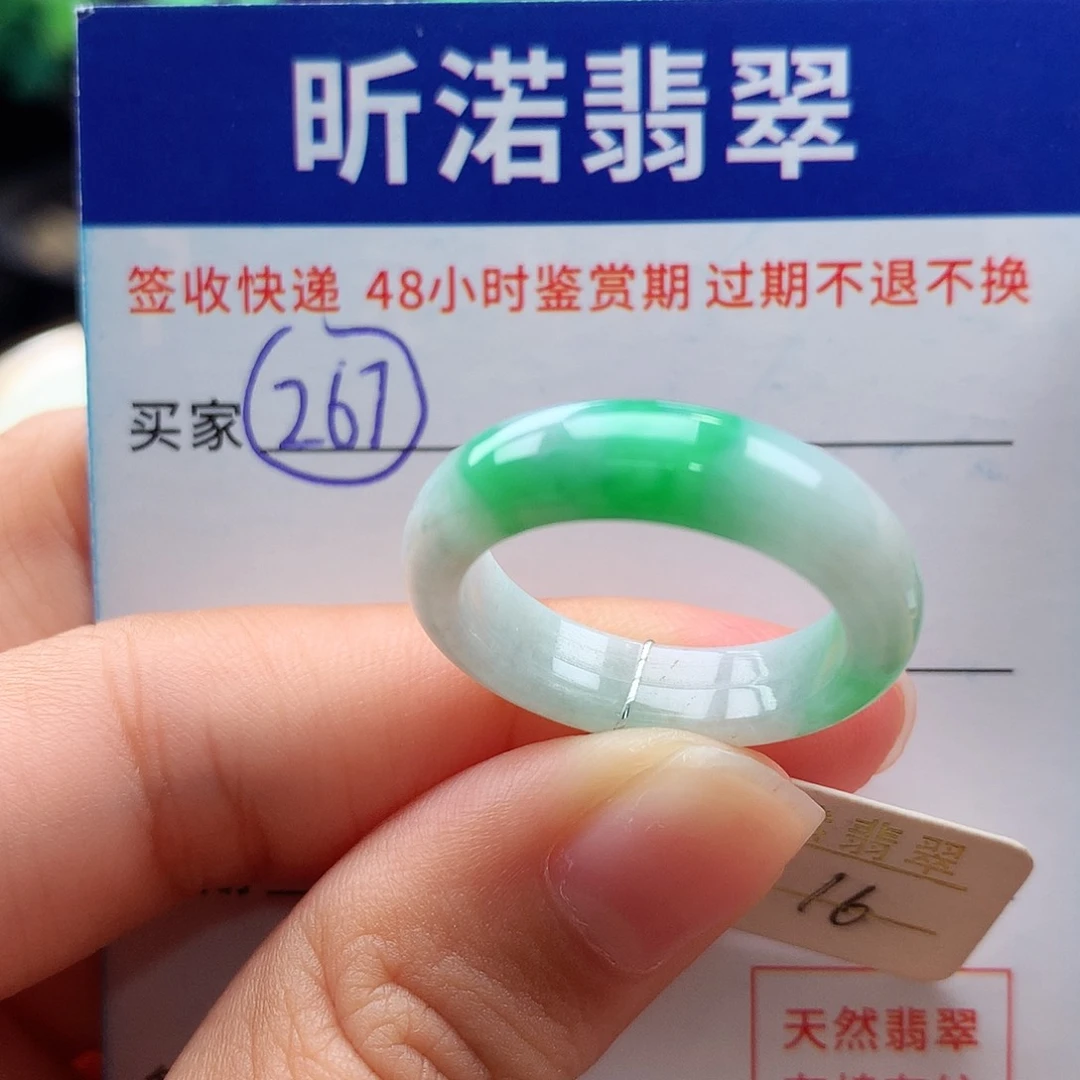 昕渃翡翠
签收快递 48小时鉴赏期 过期不退不换
买家 267
翡翠
16
天然翡翠